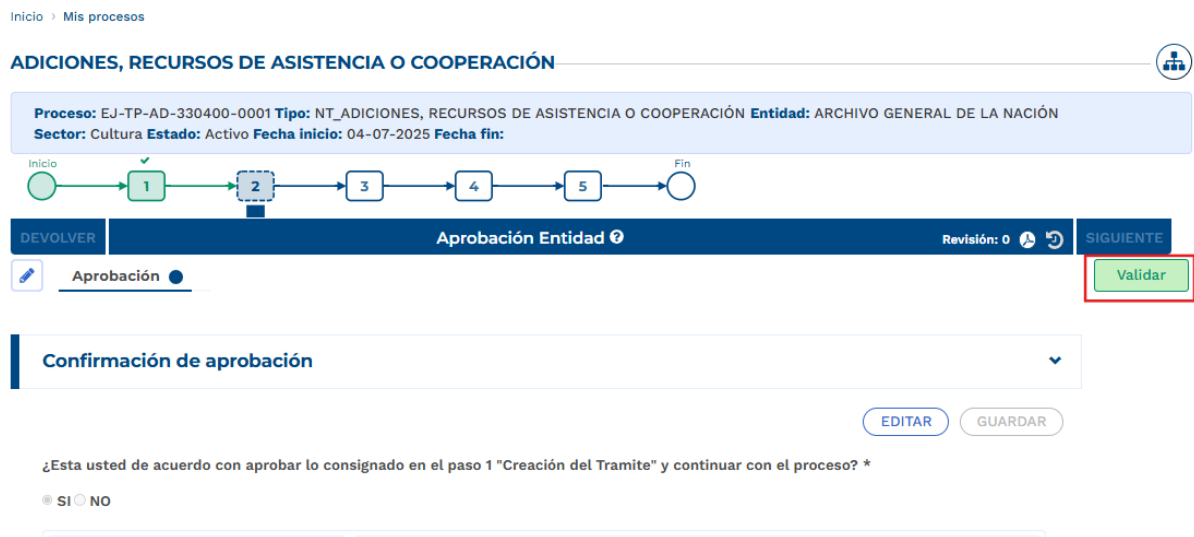 Inicio › Mis procesos
ADICIONES, RECURSOS DE ASISTENCIA O COOPERACIÓN
Proceso: EJ-TP-AD-330400-0001 Tipo: NT_ADICIONES, RECURSOS DE ASISTENCIA O COOPERACIÓN Entidad: ARCHIVO GENERAL DE LA NACIÓN
Sector: Cultura Estado: Activo Fecha inicio: 04-07-2025 Fecha fin:
Inicio Fin
1 2 3 4 5
DEVOLVER Aprobación Entidad ? Revisión: 0 SIGUIENTE
Aprobación Validar
Confirmación de aprobación
EDITAR GUARDAR
¿Esta usted de acuerdo con aprobar lo consignado en el paso 1 "Creación del Tramite" y continuar con el proceso? *
SI NO